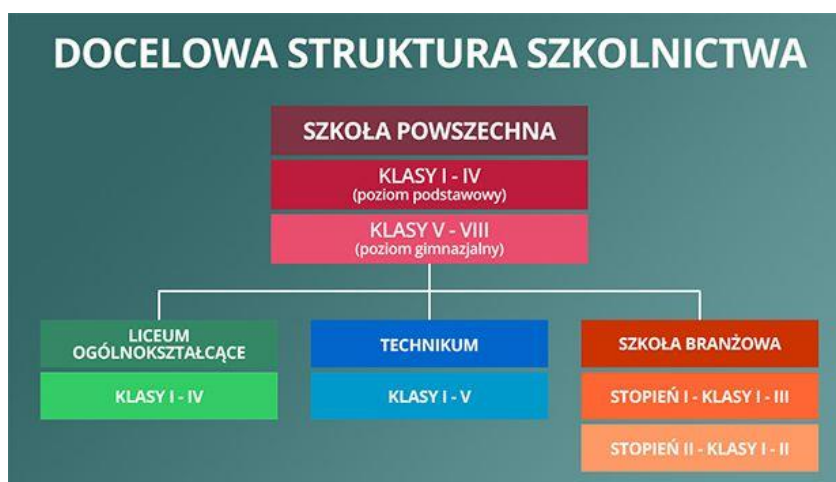 DOCELOWA STRUKTURA SZKOLNICTWA
SZKOŁA POWSZECHNA
KLASY I - IV
(poziom podstawowy)
KLASY V - VIII
(poziom gimnazjalny)
LICEUM
OGÓLNOKSZTAŁCĄCE
KLASY I - IV
TECHNIKUM
KLASY I - V
SZKOŁA BRANŻOWA
STOPIEŃ I - KLASY I - III
STOPIEŃ II - KLASY I - II